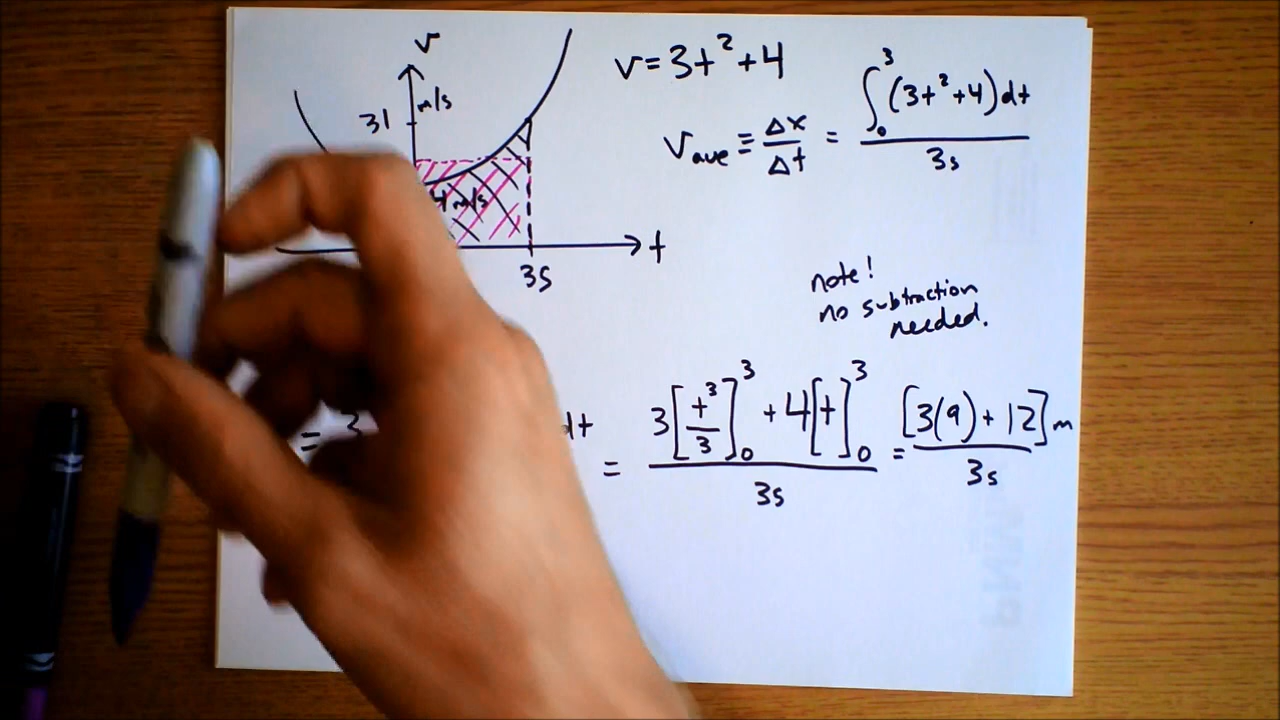 v
m/s
31
4 m/s
t
3s
v = 3t² + 4
v_ave ≡ Δx/Δt = ∫₀³ (3t² + 4) dt / 3s
note!
no subtraction
needed.
= 3
dt
= (3[t³/3]₀³ + 4[t]₀³) / 3s = [3(9) + 12] m / 3s